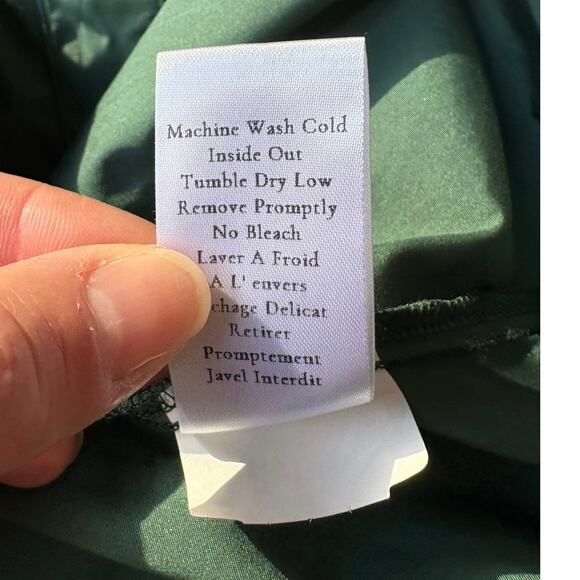 Machine Wash Cold
Inside Out
Tumble Dry Low
Remove Promptly
No Bleach
Laver A Froid
A L' envers
Delicat
Retirer
Promptement
Javel Interdit